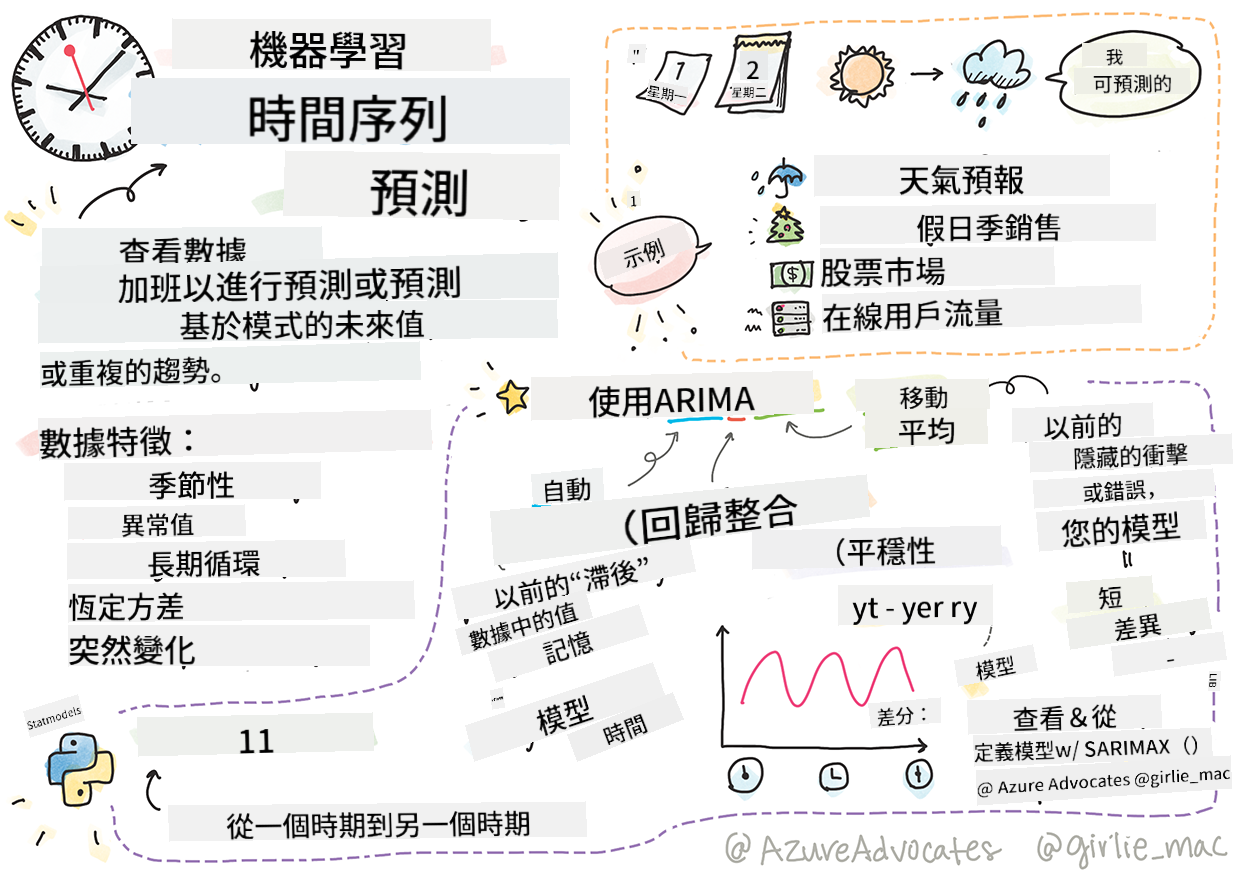 機器學習
時間序列
預測
查看數據
加班以進行預測或預測
基於模式的未來值
或重複的趨勢。
數據特徵：
季節性
異常值
長期循環
恆定方差
突然變化
"
1
星期一
2
星期二
我
可預測的
1
示例
天氣預報
假日季銷售
股票市場
在線用戶流量
使用ARIMA
移動
平均
自動
（回歸整合
以前的“滯後”
數據中的值
記憶
模型
時間
（平穩性
yt - yer ry
差分：
以前的
隱藏的衝擊
或錯誤，
您的模型
短
差異
-
模型
LIB
查看＆從
定義模型w/ SARIMAX（）
@ Azure Advocates @girlie_mac
Statmodels
11
從一個時期到另一個時期
@AzureAdvocates @girlie_mac